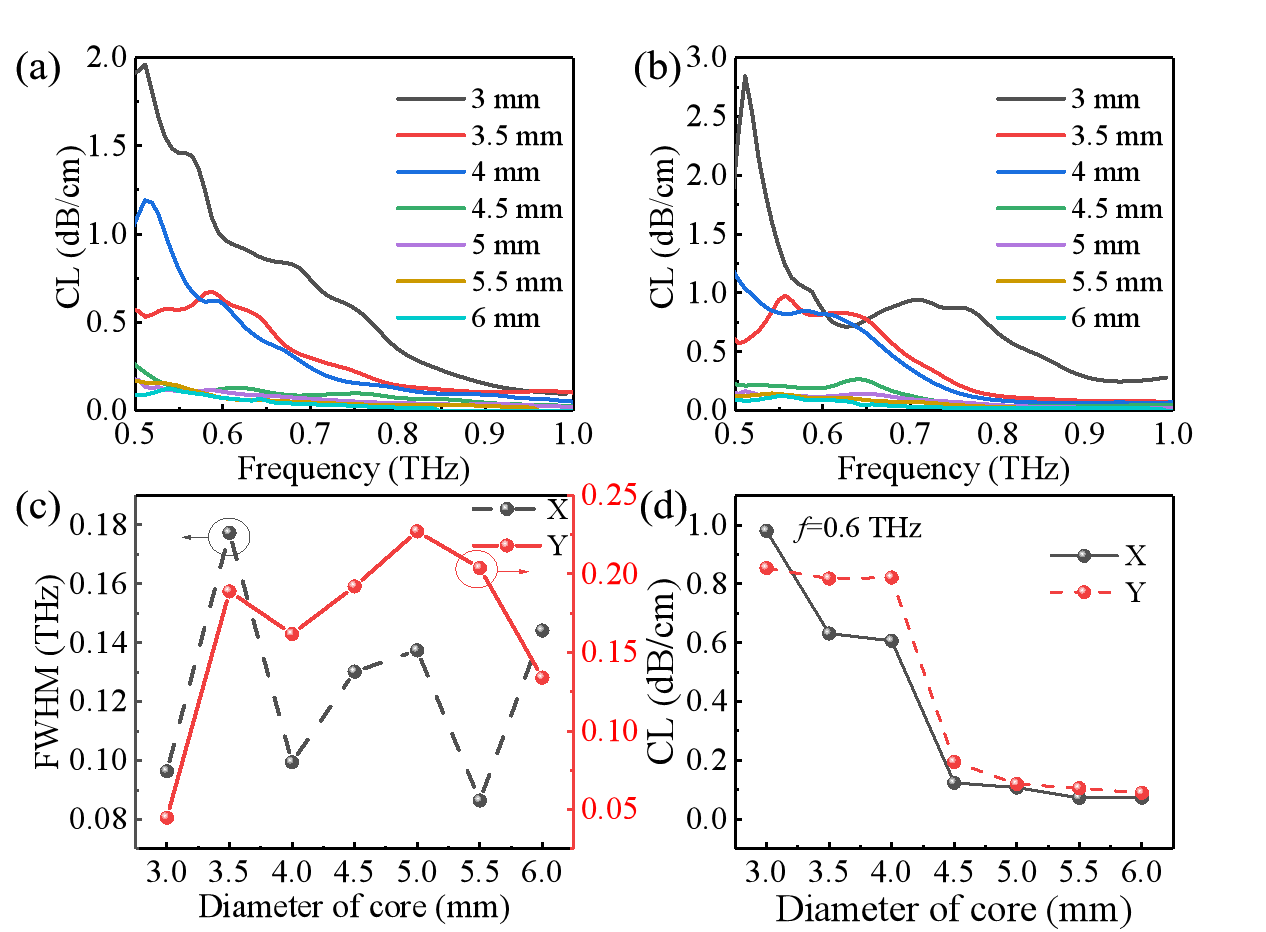 (a)
2.0
1.5
1.0
0.5
0.0
CL (dB/cm)
3 mm
3.5 mm
4 mm
4.5 mm
5 mm
5.5 mm
6 mm
0.5 0.6 0.7 0.8 0.9 1.0
Frequency (THz)
(b)
3.0
2.5
2.0
1.5
1.0
0.5
0.0
CL (dB/cm)
3 mm
3.5 mm
4 mm
4.5 mm
5 mm
5.5 mm
6 mm
0.5 0.6 0.7 0.8 0.9 1.0
Frequency (THz)
(c)
0.18
0.16
0.14
0.12
0.10
0.08
FWHM (THz)
X
Y
0.25
0.20
0.15
0.10
0.05
3.0 3.5 4.0 4.5 5.0 5.5 6.0
Diameter of core (mm)
(d)
1.0
0.8
0.6
0.4
0.2
0.0
CL (dB/cm)
f=0.6 THz
X
Y
3.0 3.5 4.0 4.5 5.0 5.5 6.0
Diameter of core (mm)